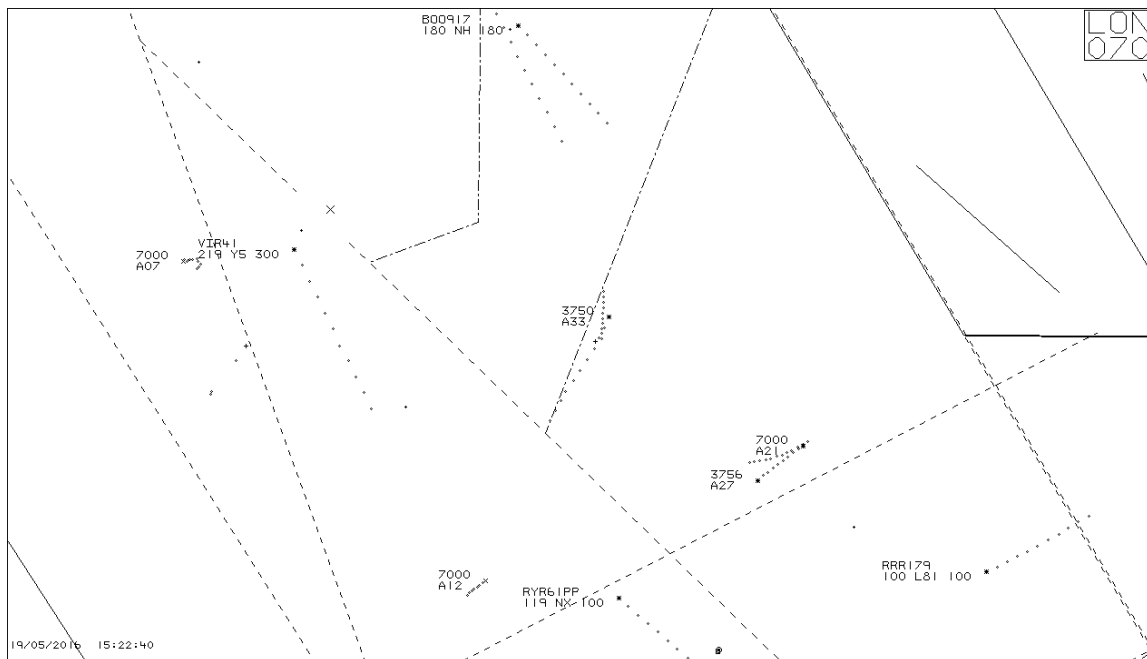 BOO917
180 NH 180
LON
070
VIR41
219 Y5 300
7000
A07
3750
A33
7000
A21
3756
A27
7000
A12
RYR61PP
119 NX 100
RRR179
100 L81 100
19/05/2016 15:22:40